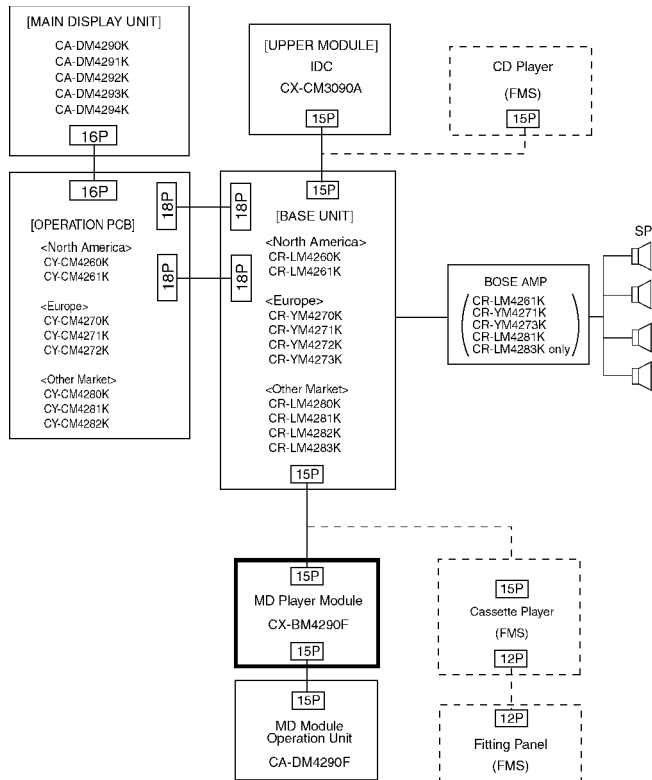 [MAIN DISPLAY UNIT]
CA-DM4290K
CA-DM4291K
CA-DM4292K
CA-DM4293K
CA-DM4294K
16P
[UPPER MODULE]
IDC
CX-CM3090A
15P
CD Player
(FMS)
15P
16P
[OPERATION PCB]
<North America>
CY-CM4260K
CY-CM4261K
<Europe>
CY-CM4270K
CY-CM4271K
CY-CM4272K
<Other Market>
CY-CM4280K
CY-CM4281K
CY-CM4282K
18P
18P
18P
18P
15P
[BASE UNIT]
<North America>
CR-LM4260K
CR-LM4261K
<Europe>
CR-YM4270K
CR-YM4271K
CR-YM4272K
CR-YM4273K
<Other Market>
CR-LM4280K
CR-LM4281K
CR-LM4282K
CR-LM4283K
15P
BOSE AMP
(CR-LM4261K
CR-YM4271K
CR-YM4273K
CR-LM4281K
CR-LM4283K only)
SP
15P
MD Player Module
CX-BM4290F
15P
15P
Cassette Player
(FMS)
12P
15P
MD Module
Operation Unit
CA-DM4290F
12P
Fitting Panel
(FMS)